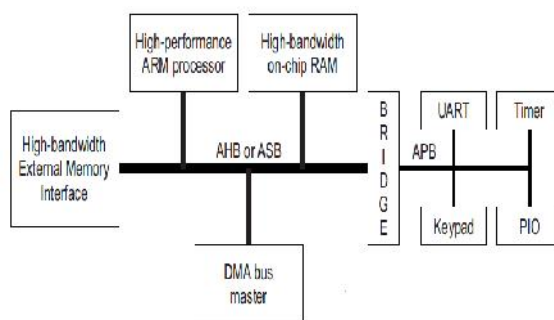 High-performance
ARM processor
High-bandwidth
on-chip RAM
High-bandwidth
External Memory
Interface
AHB or ASB
B
R
I
D
G
E
APB
UART
Timer
Keypad
PIO
DMA bus
master